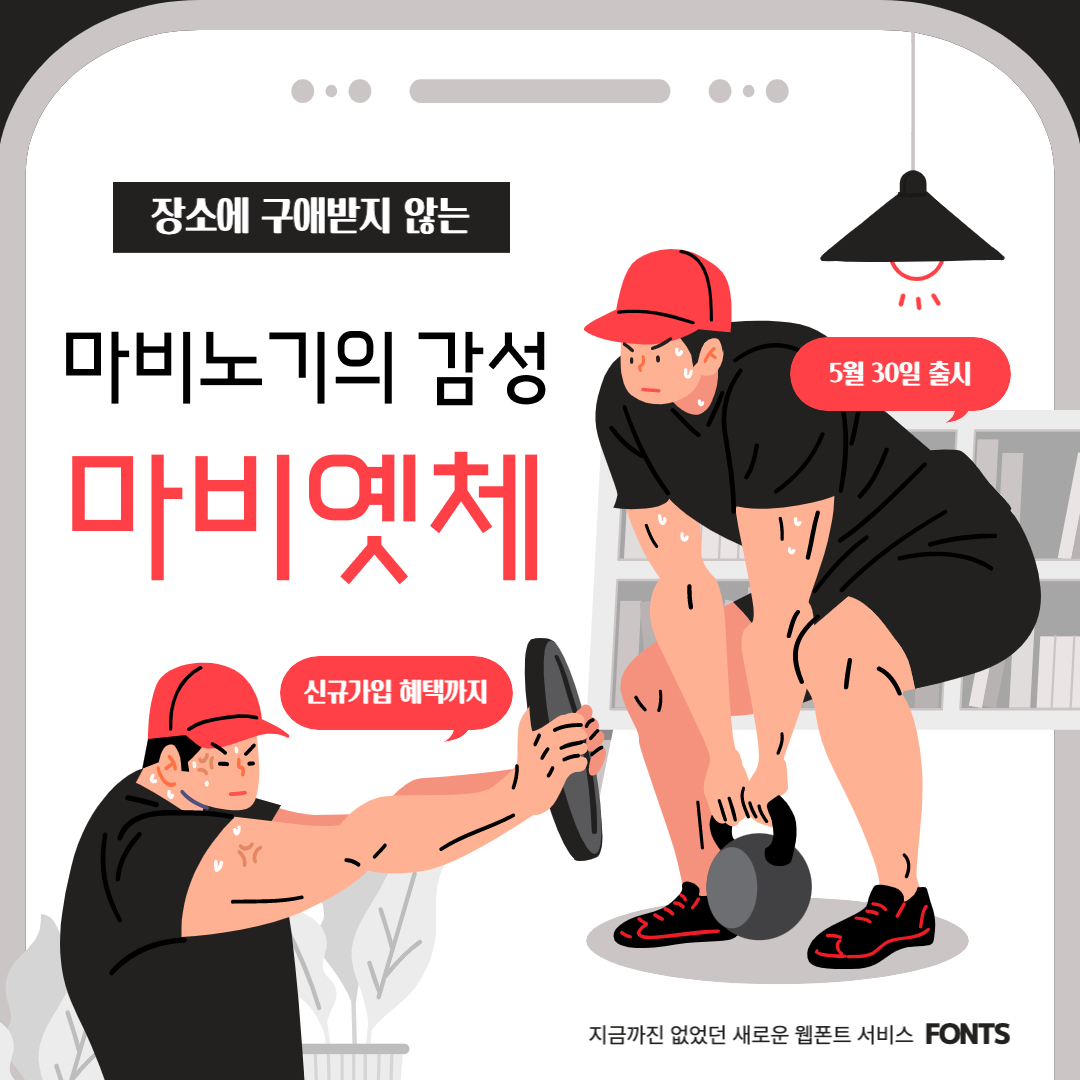 장소에 구애받지 않는
마비노기의 감성
마비옛체
5월 30일 출시
신규가입 혜택까지
지금까진 없었던 새로운 웹폰트 서비스 FONTS